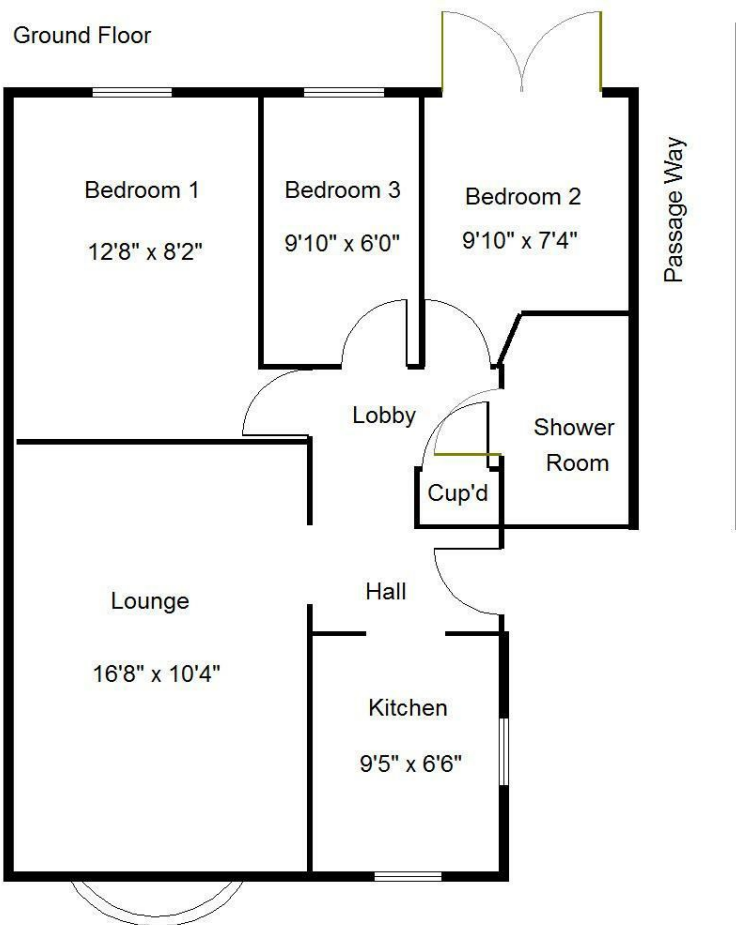 Ground Floor
Bedroom 1
12'8" x 8'2"
Bedroom 3
9'10" x 6'0"
Bedroom 2
9'10" x 7'4"
Passage Way
Lobby
Shower
Room
Cup'd
Hall
Lounge
16'8" x 10'4"
Kitchen
9'5" x 6'6"